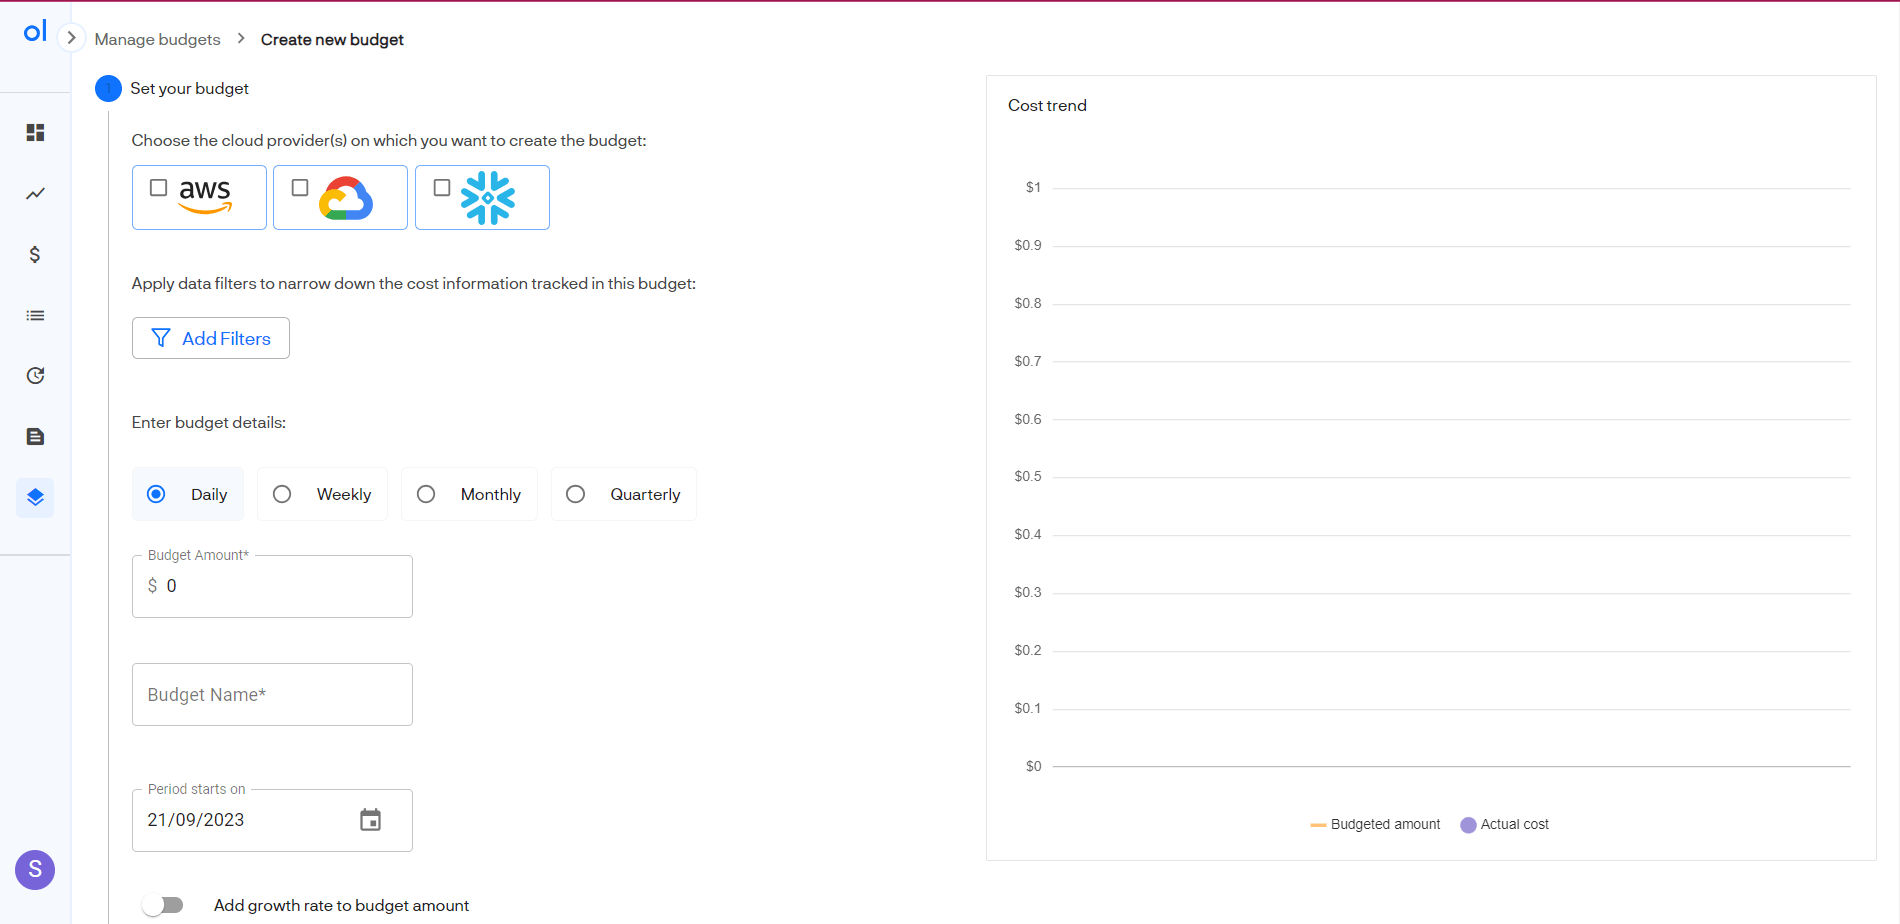 ol
Manage budgets > Create new budget
1 Set your budget
Choose the cloud provider(s) on which you want to create the budget:
aws
Apply data filters to narrow down the cost information tracked in this budget:
Add Filters
Enter budget details:
Daily Weekly Monthly Quarterly
Budget Amount*
$ 0
Budget Name*
Period starts on
21/09/2023
Add growth rate to budget amount
S
Cost trend
$1
$0.9
$0.8
$0.7
$0.6
$0.5
$0.4
$0.3
$0.2
$0.1
$0
Budgeted amount Actual cost